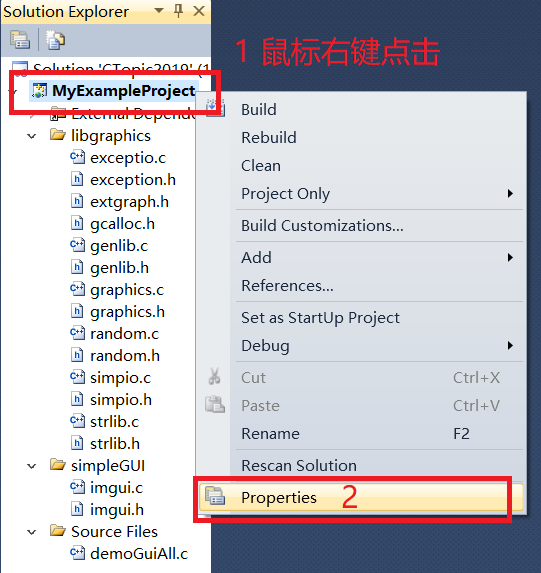 Solution Explorer
1 鼠标右键点击
Solution 'CTopic2019' (1
MyExampleProject
External Depende
libgraphics
exceptio.c
exception.h
extgraph.h
gcalloc.h
genlib.c
genlib.h
graphics.c
graphics.h
random.c
random.h
simpio.c
simpio.h
strlib.c
strlib.h
simpleGUI
imgui.c
imgui.h
Source Files
demoGuiAll.c
Build
Rebuild
Clean
Project Only
Build Customizations...
Add
References...
Set as StartUp Project
Debug
Cut Ctrl+X
Paste Ctrl+V
Rename F2
Rescan Solution
Properties 2